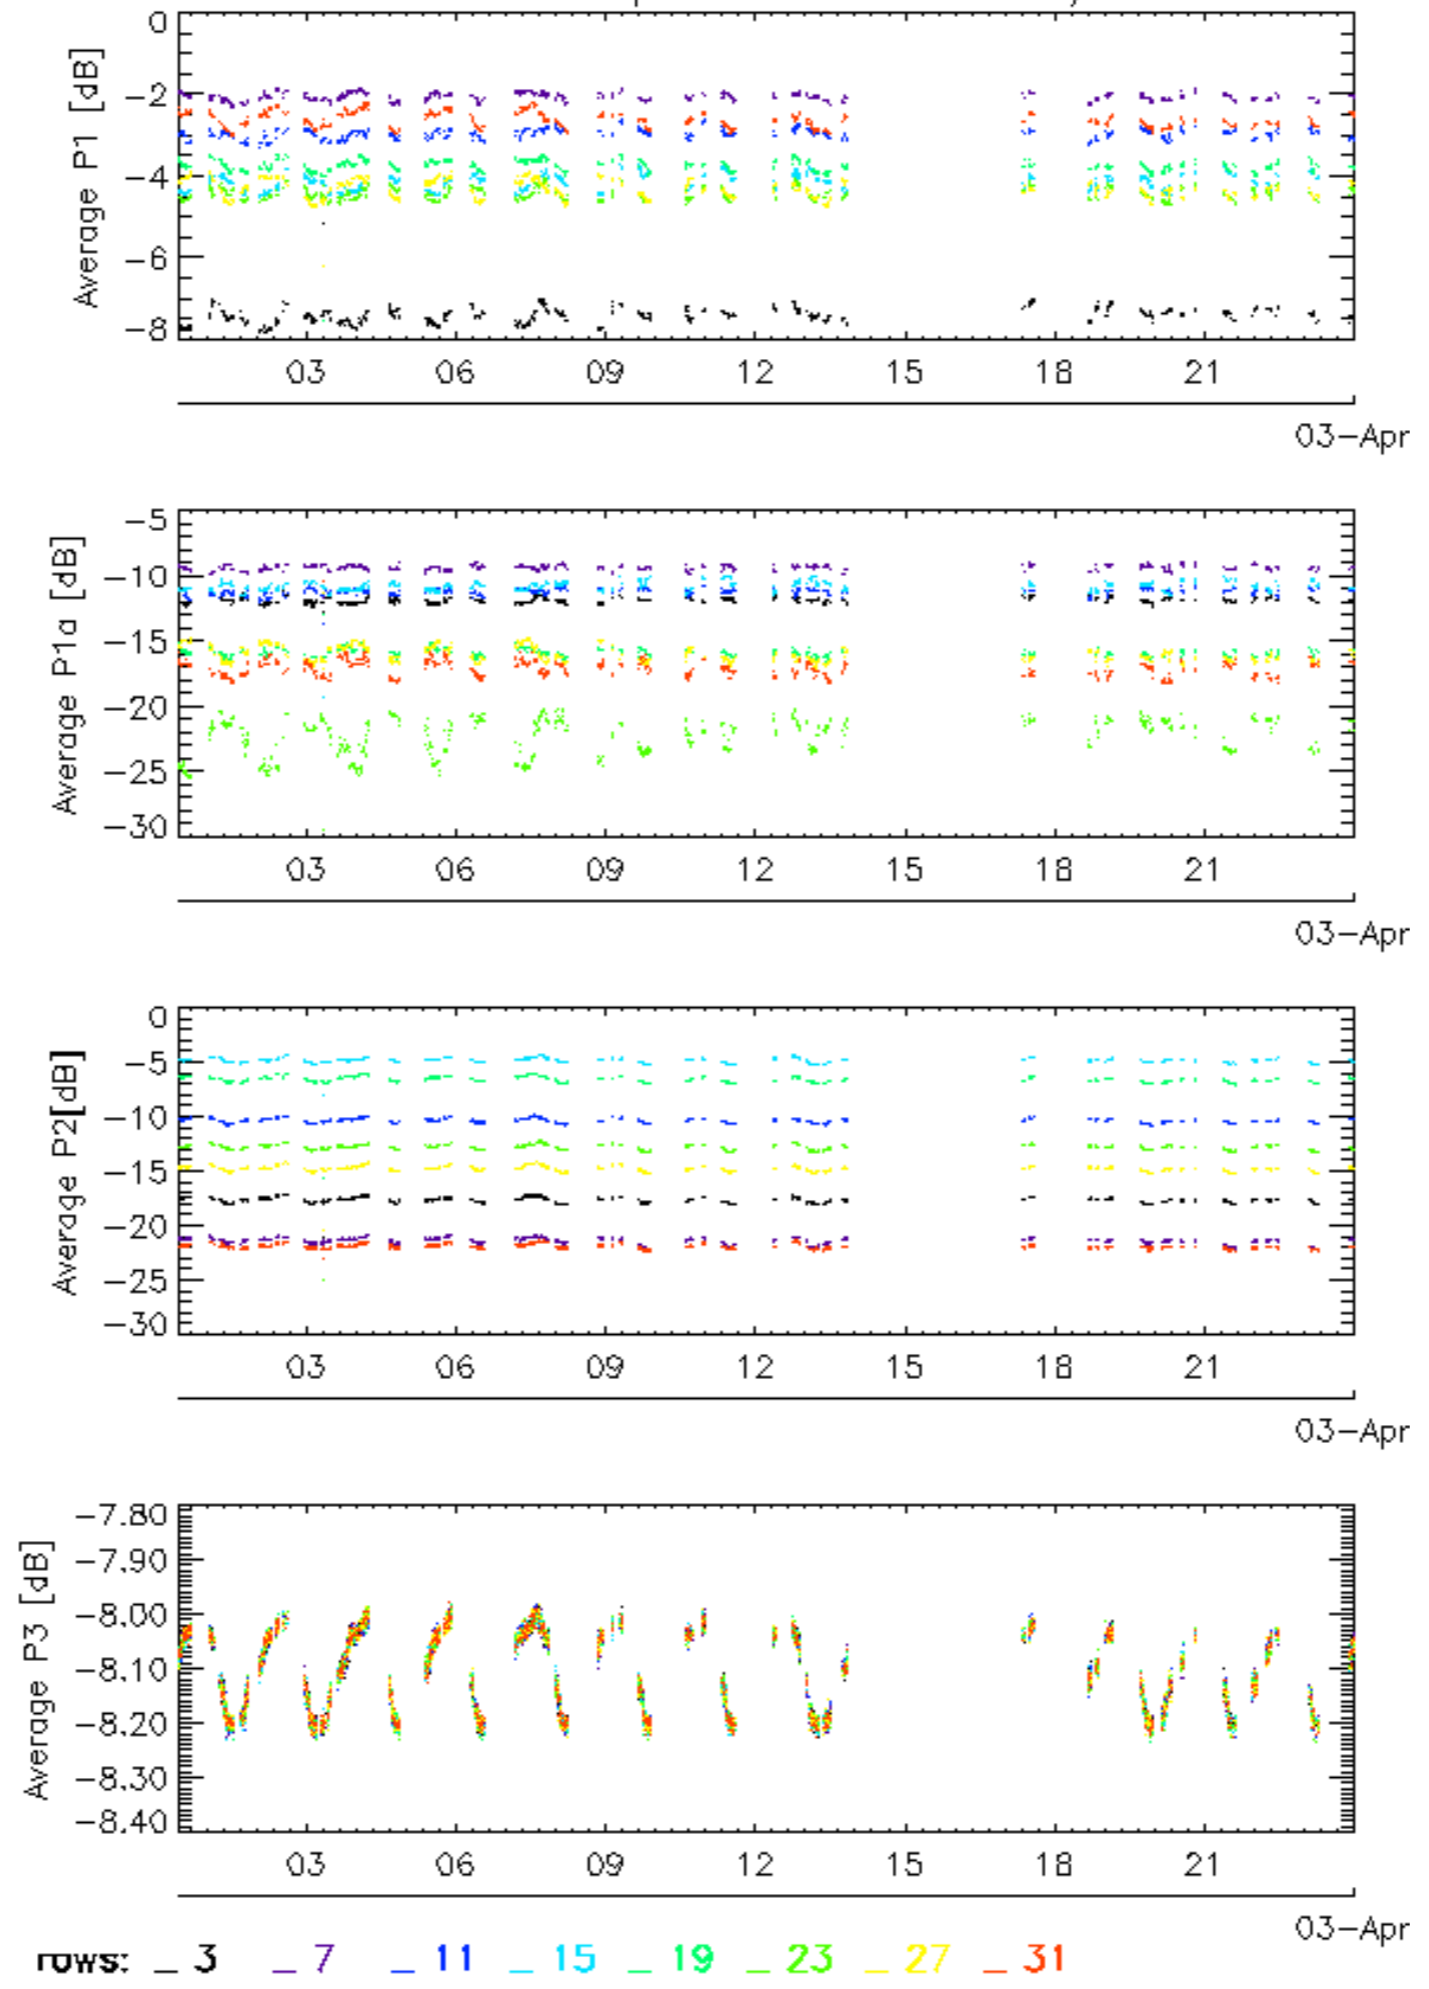 Average P1 [dB]
0
−2
−4
−6
−8
03 06 09 12 15 18 21
03−Apr
Average P1a [dB]
−5
−10
−15
−20
−25
−30
03 06 09 12 15 18 21
03−Apr
Average P2[dB]
0
−5
−10
−15
−20
−25
−30
03 06 09 12 15 18 21
03−Apr
Average P3 [dB]
−7.80
−7.90
−8.00
−8.10
−8.20
−8.30
−8.40
03 06 09 12 15 18 21
03−Apr
rows: _ 3 _ 7 _ 11 _ 15 _ 19 _ 23 _ 27 _ 31